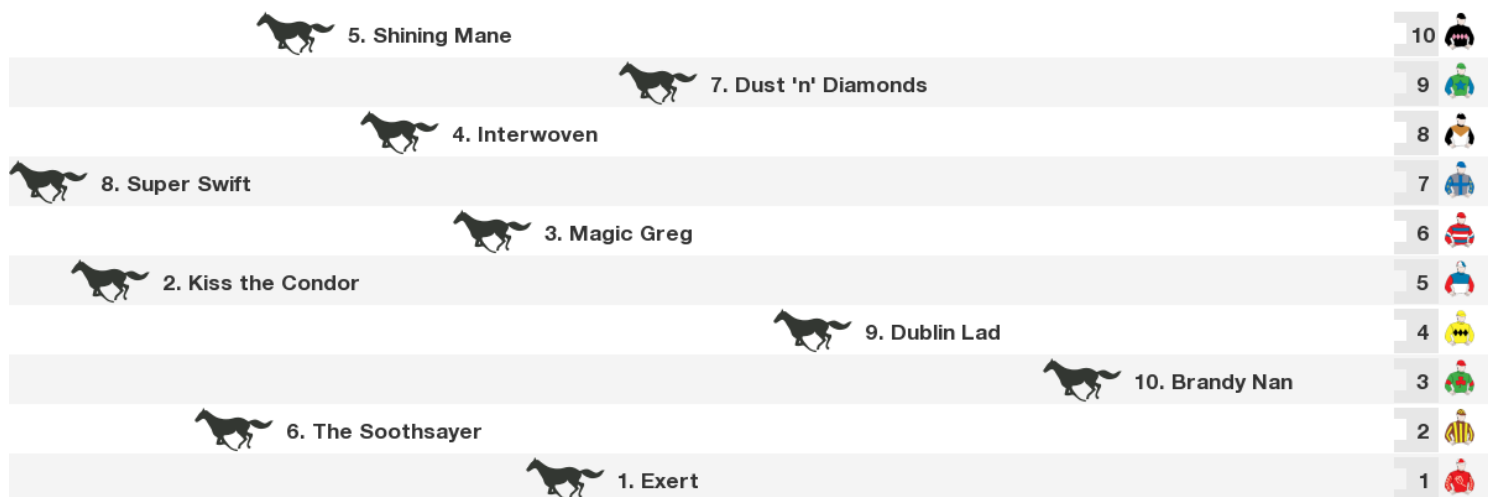 5. Shining Mane 10
7. Dust 'n' Diamonds 9
4. Interwoven 8
8. Super Swift 7
3. Magic Greg 6
2. Kiss the Condor 5
9. Dublin Lad 4
10. Brandy Nan 3
6. The Soothsayer 2
1. Exert 1